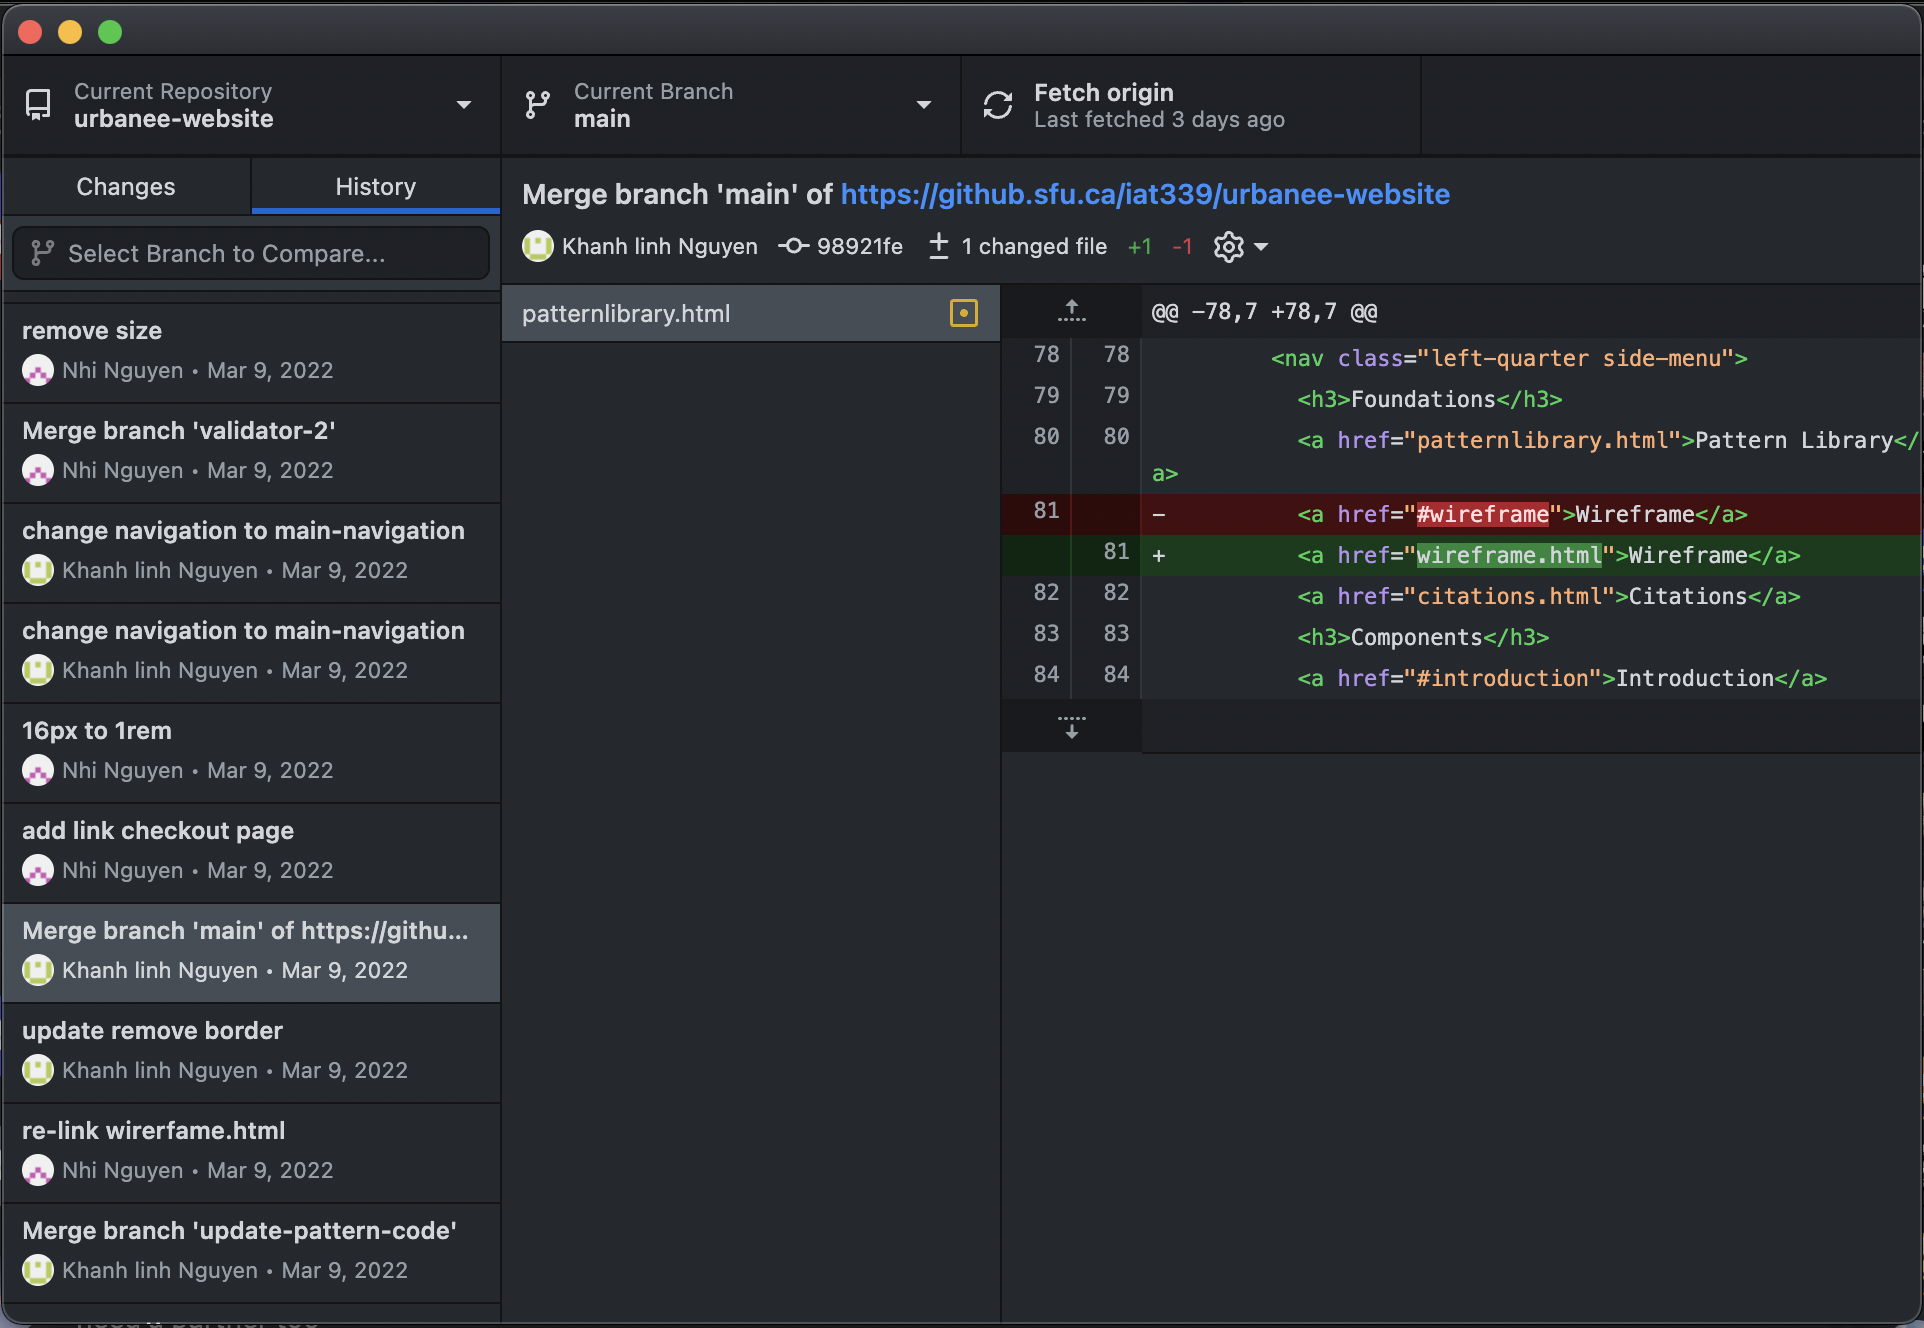 Current Repository
urbanee-website
Current Branch
main
Fetch origin
Last fetched 3 days ago
Changes
History
Select Branch to Compare...
remove size
Nhi Nguyen • Mar 9, 2022
Merge branch 'validator-2'
Nhi Nguyen • Mar 9, 2022
change navigation to main-navigation
Khanh linh Nguyen • Mar 9, 2022
change navigation to main-navigation
Khanh linh Nguyen • Mar 9, 2022
16px to 1rem
Nhi Nguyen • Mar 9, 2022
add link checkout page
Nhi Nguyen • Mar 9, 2022
Merge branch 'main' of https://githu...
Khanh linh Nguyen • Mar 9, 2022
update remove border
Khanh linh Nguyen • Mar 9, 2022
re-link wirerfame.html
Nhi Nguyen • Mar 9, 2022
Merge branch 'update-pattern-code'
Khanh linh Nguyen • Mar 9, 2022
Merge branch 'main' of https://github.sfu.ca/iat339/urbanee-website
Khanh linh Nguyen 98921fe ± 1 changed file +1 -1
patternlibrary.html
@@ -78,7 +78,7 @@
78 78 <nav class="left-quarter side-menu">
79 79 <h3>Foundations</h3>
80 80 <a href="patternlibrary.html">Pattern Library</
a>
81 - <a href="#wireframe">Wireframe</a>
81 + <a href="wireframe.html">Wireframe</a>
82 82 <a href="citations.html">Citations</a>
83 83 <h3>Components</h3>
84 84 <a href="#introduction">Introduction</a>